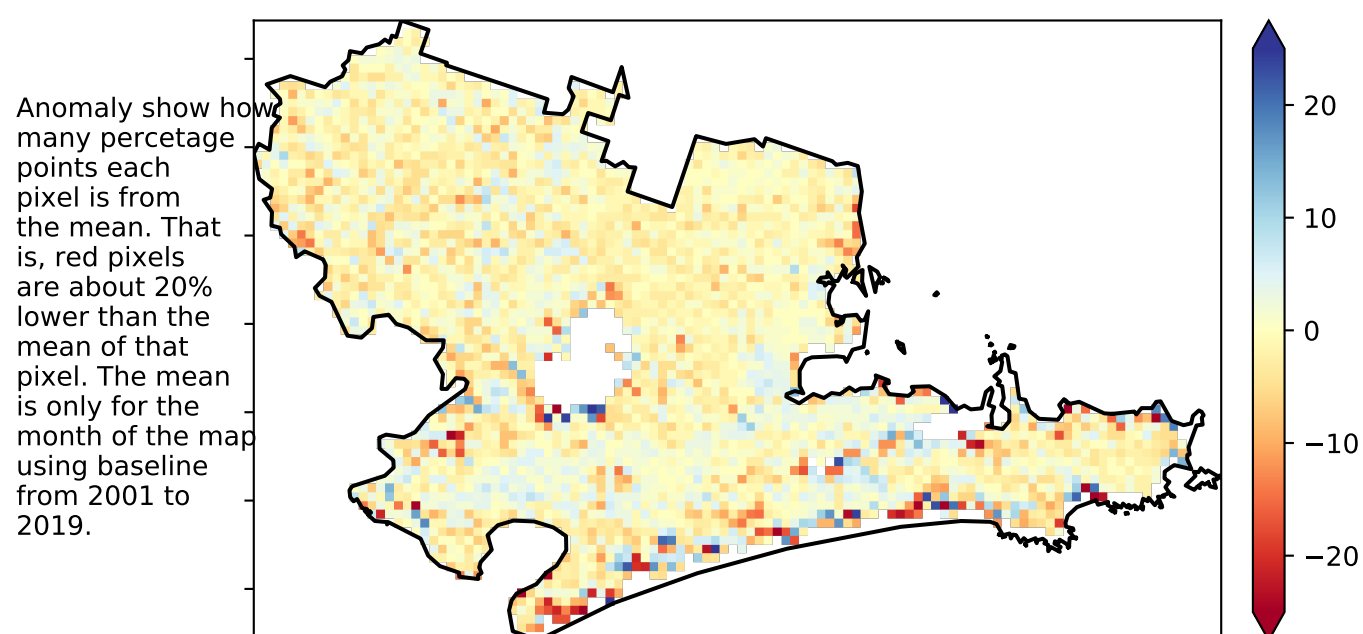 Anomaly show how
many percetage
points each
pixel is from
the mean. That
is, red pixels
are about 20%
lower than the
mean of that
pixel. The mean
is only for the
month of the map
using baseline
from 2001 to
2019.
20
10
0
−10
−20